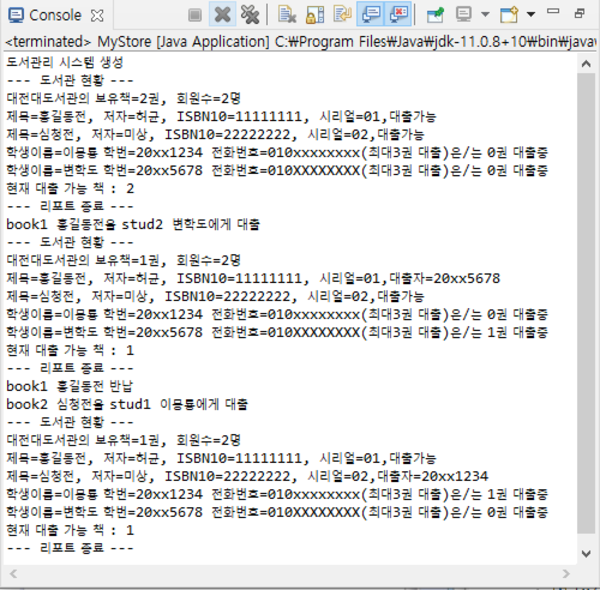 Console
<terminated> MyStore [Java Application] C:₩Program Files₩Java₩jdk-11.0.8+10₩bin₩javaw
도서관리 시스템 생성
--- 도서관 현황 ---
대전대도서관의 보유책=2권, 회원수=2명
제목=홍길동전, 저자=허균, ISBN10=11111111, 시리얼=01,대출가능
제목=심청전, 저자=미상, ISBN10=22222222, 시리얼=02,대출가능
학생이름=이몽룡 학번=20xx1234 전화번호=010xxxxxxxx(최대3권 대출)은/는 0권 대출중
학생이름=변학도 학번=20xx5678 전화번호=010XXXXXXXX(최대3권 대출)은/는 0권 대출중
현재 대출 가능 책 : 2
--- 리포트 종료 ---
book1 홍길동전을 stud2 변학도에게 대출
--- 도서관 현황 ---
대전대도서관의 보유책=1권, 회원수=2명
제목=홍길동전, 저자=허균, ISBN10=11111111, 시리얼=01,대출자=20xx5678
제목=심청전, 저자=미상, ISBN10=22222222, 시리얼=02,대출가능
학생이름=이몽룡 학번=20xx1234 전화번호=010xxxxxxxx(최대3권 대출)은/는 0권 대출중
학생이름=변학도 학번=20xx5678 전화번호=010XXXXXXXX(최대3권 대출)은/는 1권 대출중
현재 대출 가능 책 : 1
--- 리포트 종료 ---
book1 홍길동전 반납
book2 심청전을 stud1 이몽룡에게 대출
--- 도서관 현황 ---
대전대도서관의 보유책=1권, 회원수=2명
제목=홍길동전, 저자=허균, ISBN10=11111111, 시리얼=01,대출가능
제목=심청전, 저자=미상, ISBN10=22222222, 시리얼=02,대출자=20xx1234
학생이름=이몽룡 학번=20xx1234 전화번호=010xxxxxxxx(최대3권 대출)은/는 1권 대출중
학생이름=변학도 학번=20xx5678 전화번호=010XXXXXXXX(최대3권 대출)은/는 0권 대출중
현재 대출 가능 책 : 1
--- 리포트 종료 ---